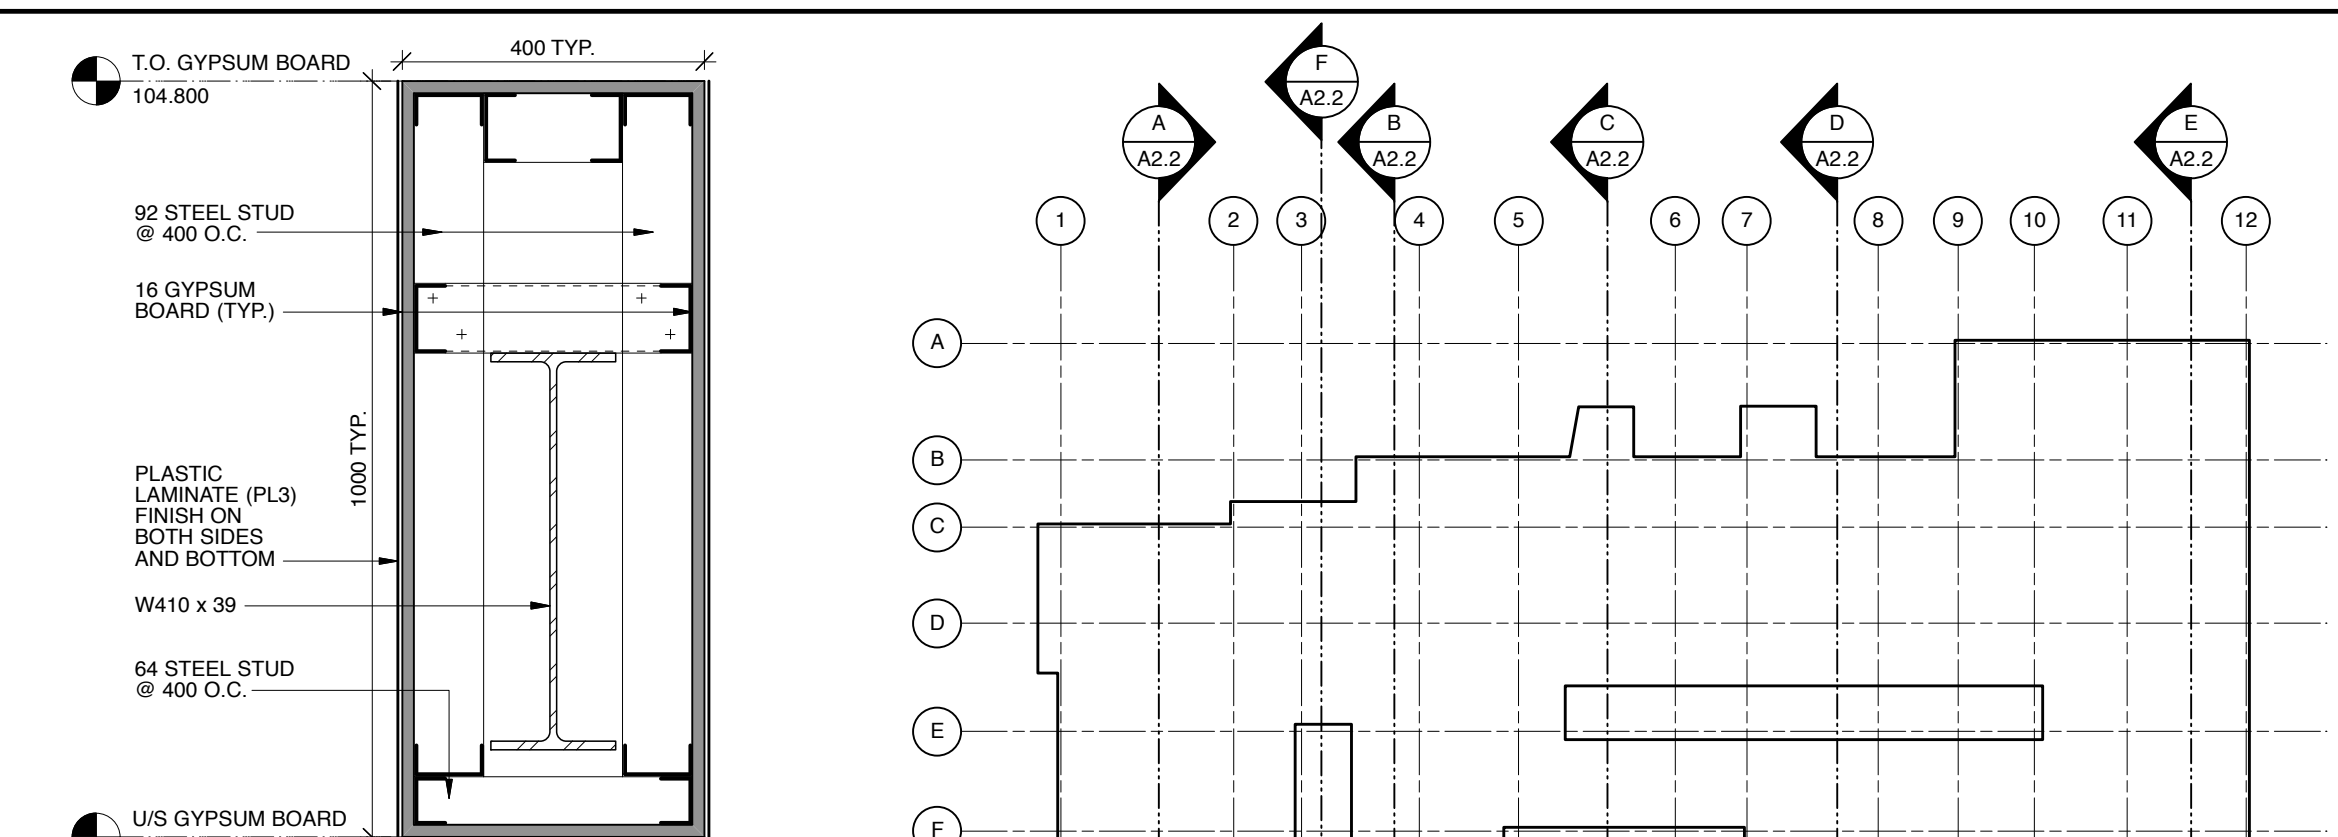 T.O. GYPSUM BOARD
104.800
400 TYP.
92 STEEL STUD
@ 400 O.C.
16 GYPSUM
BOARD (TYP.)
1000 TYP.
PLASTIC
LAMINATE (PL3)
FINISH ON
BOTH SIDES
AND BOTTOM
W410 x 39
64 STEEL STUD
@ 400 O.C.
U/S GYPSUM BOARD
F
A2.2
A
A2.2
B
A2.2
C
A2.2
D
A2.2
E
A2.2
1
2
3
4
5
6
7
8
9
10
11
12
A
B
C
D
E
F